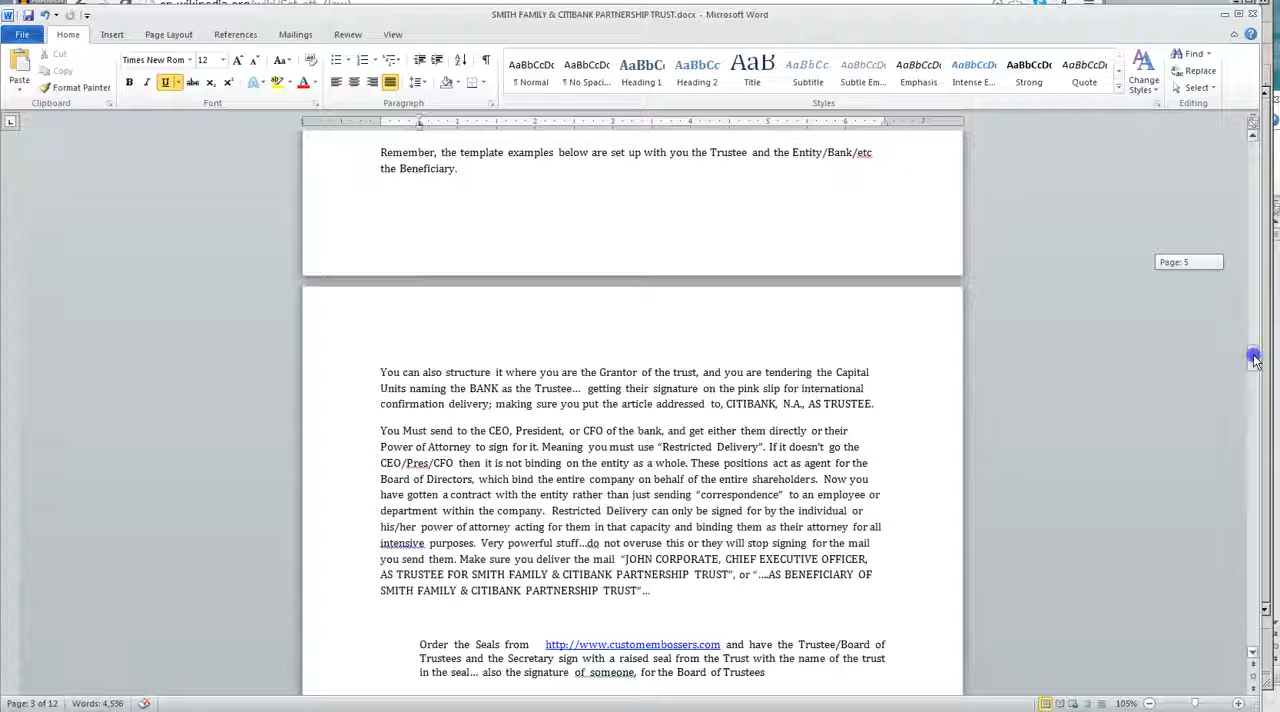 en.wikipedia.org/wiki/Set-off_(law)
SMITH FAMILY & CITIBANK PARTNERSHIP TRUST.docx - Microsoft Word
File Home Insert Page Layout References Mailings Review View
Cut
Copy
Paste
Format Painter
Clipboard
Times New Rom 12
Font
Paragraph
AaBbCcDc AaBbCcDc AaBbC AaBbCc AaB AaBbCc. AaBbCcDc AaBbCcDc AaBbCcDc AaBbCcDc AaBbCcDc
¶ Normal ¶ No Spaci... Heading 1 Heading 2 Title Subtitle Subtle Em... Emphasis Intense E... Strong Quote
Styles
Change
Styles
Find
Replace
Select
Editing
Remember, the template examples below are set up with you the Trustee and the Entity/Bank/etc
the Beneficiary.
Page: 5
You can also structure it where you are the Grantor of the trust, and you are tendering the Capital
Units naming the BANK as the Trustee... getting their signature on the pink slip for international
confirmation delivery; making sure you put the article addressed to, CITIBANK, N.A., AS TRUSTEE.
You Must send to the CEO, President, or CFO of the bank, and get either them directly or their
Power of Attorney to sign for it. Meaning you must use “Restricted Delivery”. If it doesn’t go the
CEO/Pres/CFO then it is not binding on the entity as a whole. These positions act as agent for the
Board of Directors, which bind the entire company on behalf of the entire shareholders. Now you
have gotten a contract with the entity rather than just sending “correspondence” to an employee or
department within the company. Restricted Delivery can only be signed for by the individual or
his/her power of attorney acting for them in that capacity and binding them as their attorney for all
intensive purposes. Very powerful stuff...do not overuse this or they will stop signing for the mail
you send them. Make sure you deliver the mail “JOHN CORPORATE, CHIEF EXECUTIVE OFFICER,
AS TRUSTEE FOR SMITH FAMILY & CITIBANK PARTNERSHIP TRUST”, or “....AS BENEFICIARY OF
SMITH FAMILY & CITIBANK PARTNERSHIP TRUST”...
Order the Seals from http://www.customembossers.com and have the Trustee/Board of
Trustees and the Secretary sign with a raised seal from the Trust with the name of the trust
in the seal... also the signature of someone, for the Board of Trustees
Page: 3 of 12 Words: 4,536 105%